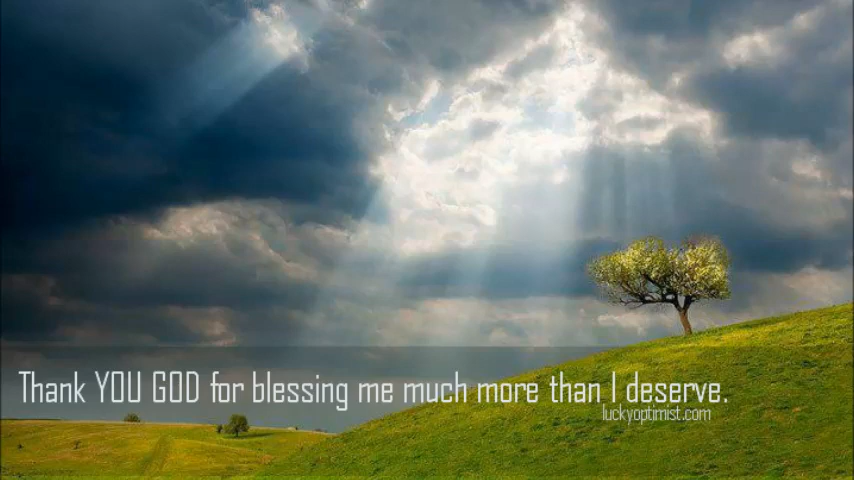 Thank YOU GOD for blessing me much more than I deserve.
luckyoptimist.com